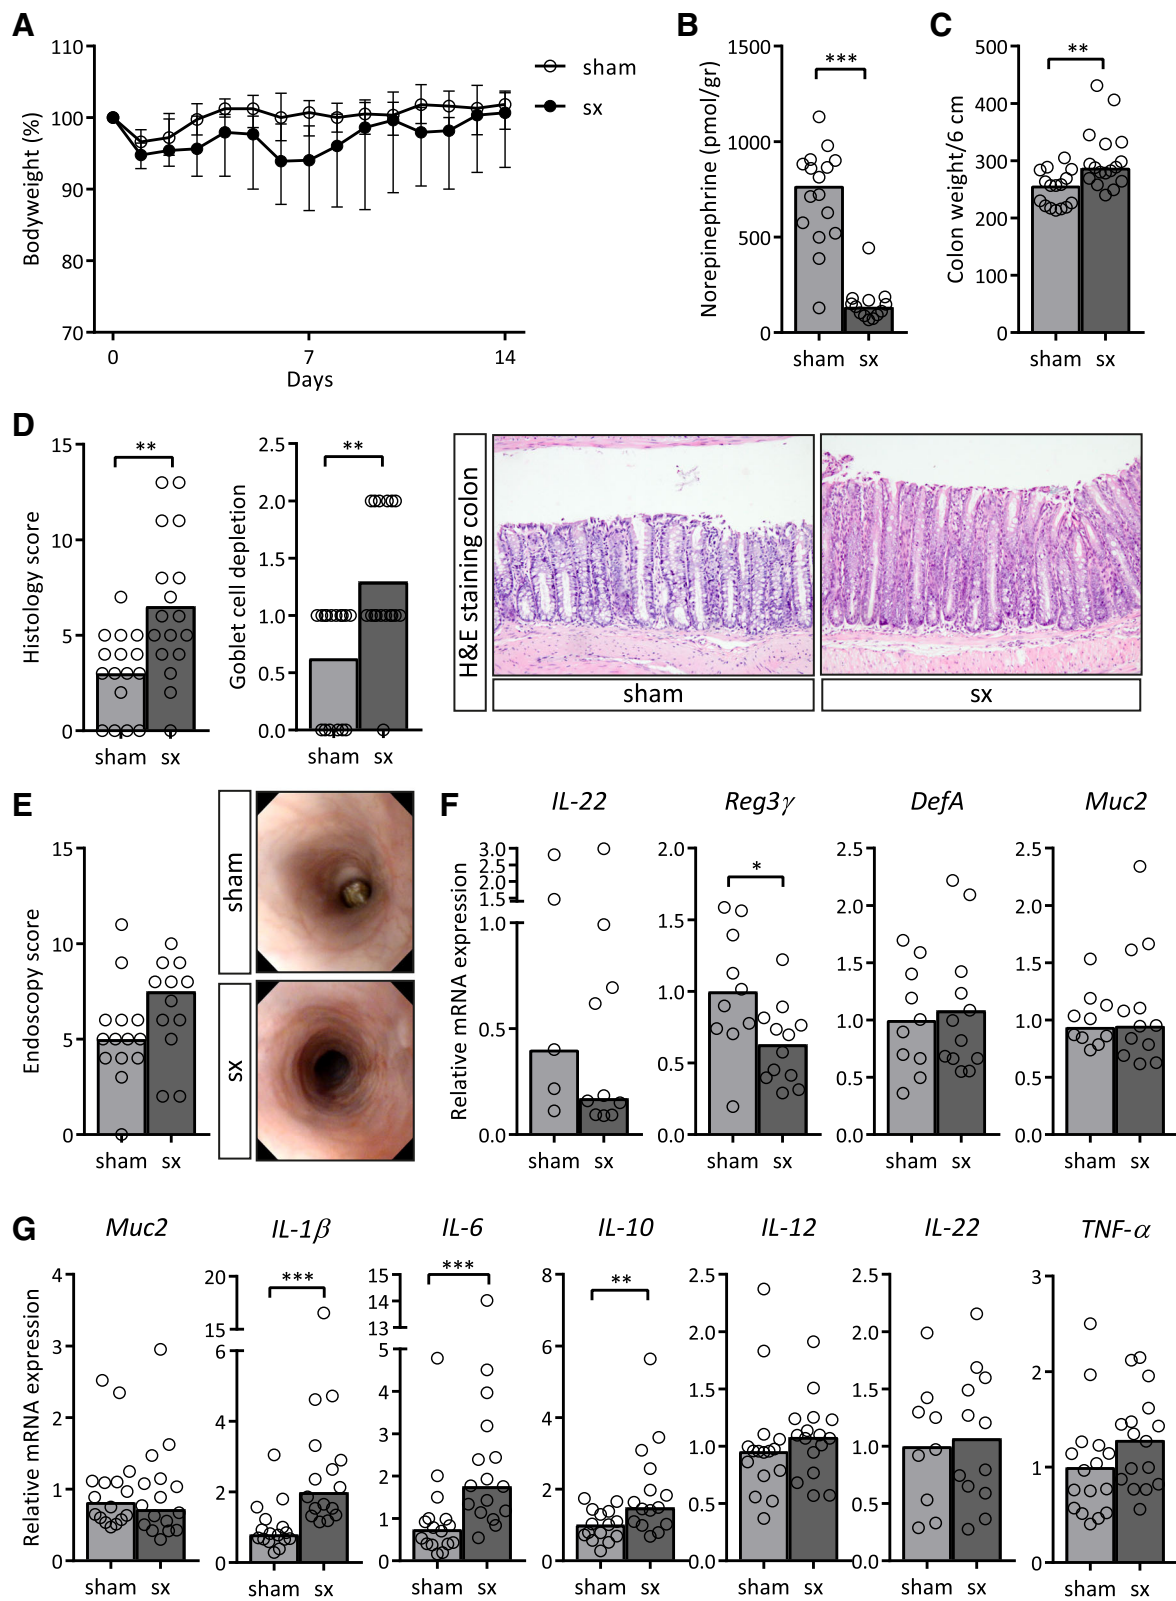 A
Bodyweight (%)
110
100
90
80
70
0
7
14
Days
sham
sx
B
Norepinephrine (pmol/gr)
1500
1000
500
0
***
sham
sx
C
Colon weight/6 cm
500
400
300
200
100
0
**
sham
sx
D
Histology score
15
10
5
0
**
sham
sx
Goblet cell depletion
2.5
2.0
1.5
1.0
0.5
0.0
**
sham
sx
H&E staining colon
sham
sx
E
Endoscopy score
15
10
5
0
sham
sx
sham
sx
F
Relative mRNA expression
IL-22
3.0
2.5
2.0
1.5
1.0
0.5
0.0
sham
sx
Reg3γ
2.0
1.5
1.0
0.5
0.0
*
sham
sx
DefA
2.5
2.0
1.5
1.0
0.5
0.0
sham
sx
Muc2
2.5
2.0
1.5
1.0
0.5
0.0
sham
sx
G
Relative mRNA expression
Muc2
4
3
2
1
0
sham
sx
IL-1β
20
15
6
4
2
0
***
sham
sx
IL-6
15
14
13
5
4
3
2
1
0
***
sham
sx
IL-10
8
6
4
2
0
**
sham
sx
IL-12
2.5
2.0
1.5
1.0
0.5
0.0
sham
sx
IL-22
2.5
2.0
1.5
1.0
0.5
0.0
sham
sx
TNF-α
3
2
1
0
sham
sx